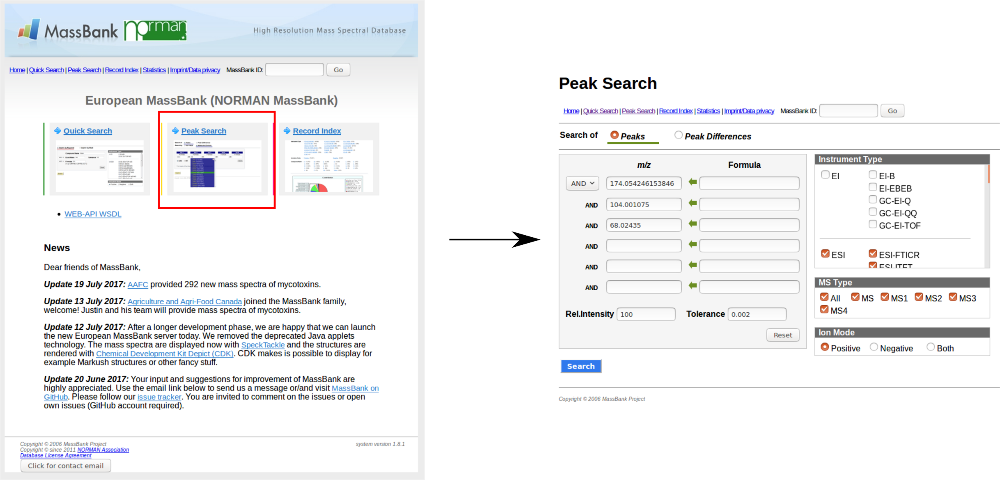 MassBank norman High Resolution Mass Spectral Database
Home | Quick Search | Peak Search | Record Index | Statistics | Imprint/Data privacy MassBank ID: Go
European MassBank (NORMAN MassBank)
Quick Search Peak Search Record Index
WEB-API WSDL
News
Dear friends of MassBank,
Update 19 July 2017: AAFC provided 292 new mass spectra of mycotoxins.
Update 13 July 2017: Agriculture and Agri-Food Canada joined the MassBank family,
welcome! Justin and his team will provide mass spectra of mycotoxins.
Update 12 July 2017: After a longer development phase, we are happy that we can launch
the new European MassBank server today. We removed the deprecated Java applets
technology. The mass spectra are displayed now with SpeckTackle and the structures are
rendered with Chemical Development Kit Depict (CDK). CDK makes is possible to display for
example Markush structures or other fancy stuff.
Update 20 June 2017: Your input and suggestions for improvement of MassBank are
highly appreciated. Use the email link below to send us a message or/and visit MassBank on
GitHub. Please follow our issue tracker. You are invited to comment on the issues or open
own issues (GitHub account required).
Copyright © 2006 MassBank Project system version 1.8.1
Copyright © since 2011 NORMAN Association
Database License Agreement
Click for contact email
Peak Search
Home | Quick Search | Peak Search | Record Index | Statistics | Imprint/Data privacy MassBank ID: Go
Search of Peaks Peak Differences
m/z Formula
AND 174.054246153846
AND 104.001075
AND 68.02435
AND
AND
AND
Rel.Intensity 100 Tolerance 0.002
Reset
Search
Instrument Type
EI EI-B
EI-EBEB
GC-EI-Q
GC-EI-QQ
GC-EI-TOF
ESI ESI-FTICR
ESI-ITFT
MS Type
All MS MS1 MS2 MS3
MS4
Ion Mode
Positive Negative Both
Copyright © 2006 MassBank Project